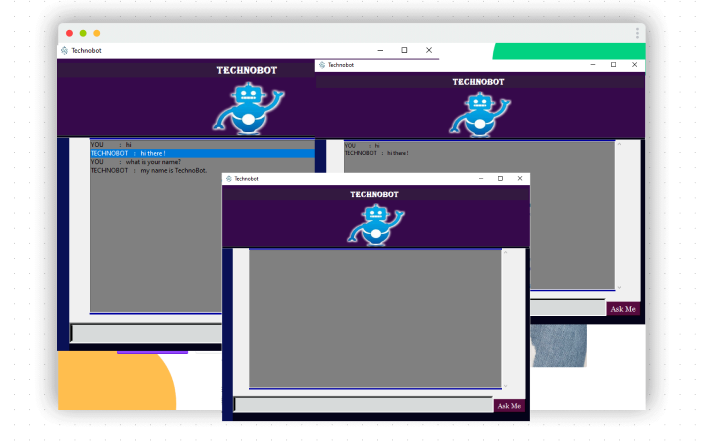 Technobot
TECHNOBOT
YOU : hi
TECHNOBOT : hi there !
YOU : what is your name?
TECHNOBOT : my name is TechnoBot.
Technobot
TECHNOBOT
YOU : hi
TECHNOBOT : hi there !
Ask Me
Technobot
TECHNOBOT
Ask Me